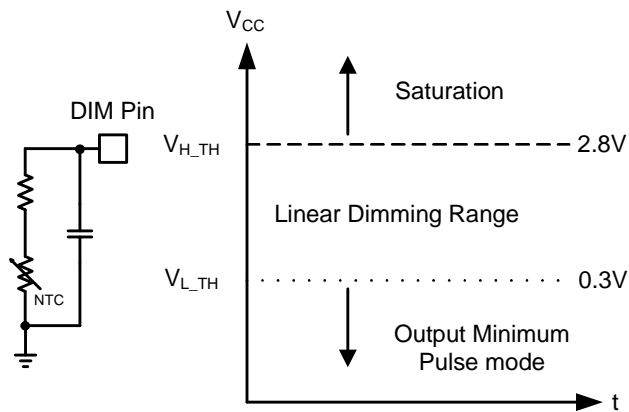 V_CC
Saturation
DIM Pin
V_H_TH
2.8V
Linear Dimming Range
V_L_TH
0.3V
NTC
Output Minimum
Pulse mode
t